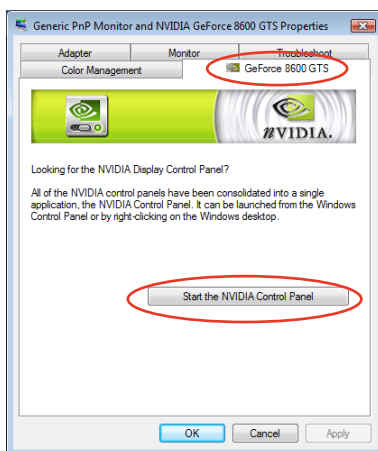 Generic PnP Monitor and NVIDIA GeForce 8600 GTS Properties
Adapter Monitor Troubleshoot
Color Management GeForce 8600 GTS
NVIDIA.
Looking for the NVIDIA Display Control Panel?
All of the NVIDIA control panels have been consolidated into a single
application, the NVIDIA Control Panel. It can be launched from the Windows
Control Panel or by right-clicking on the Windows desktop.
Start the NVIDIA Control Panel
OK Cancel Apply